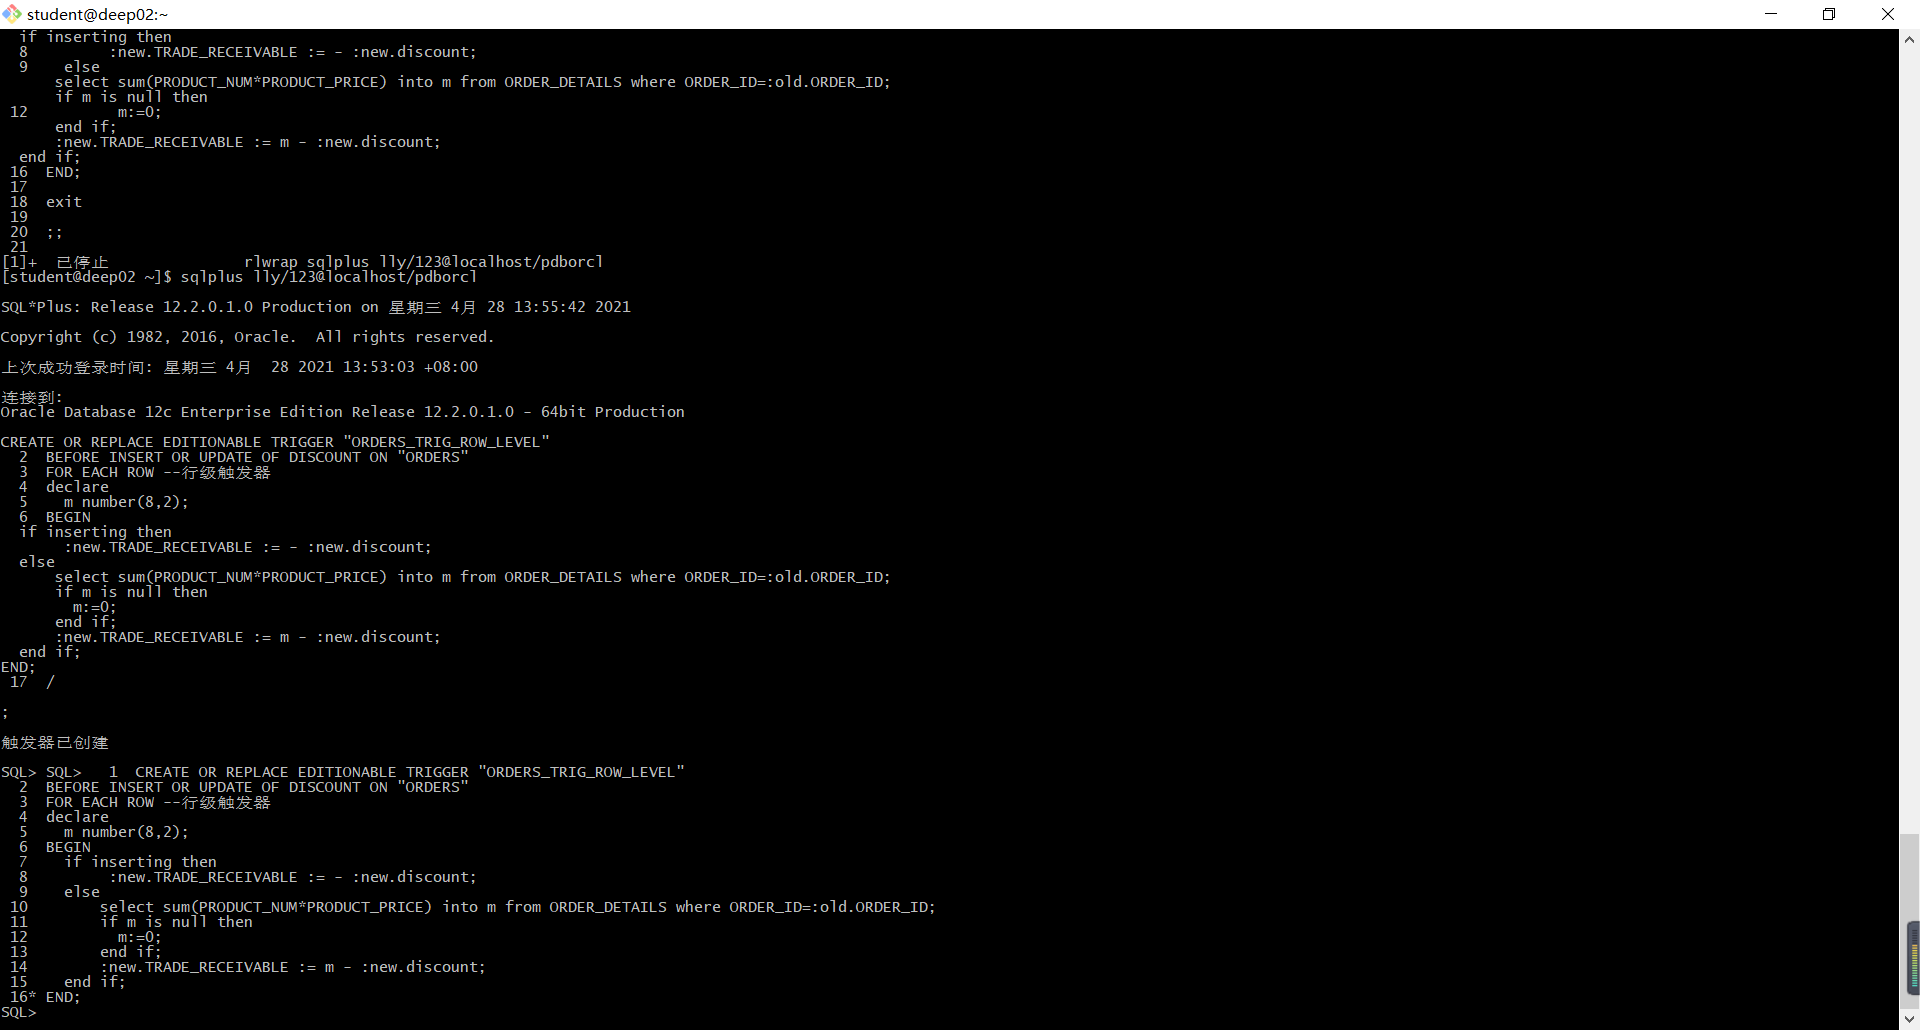 student@deep02:~
  if inserting then
  8         :new.TRADE_RECEIVABLE := - :new.discount;
  9    else
      select sum(PRODUCT_NUM*PRODUCT_PRICE) into m from ORDER_DETAILS where ORDER_ID=:old.ORDER_ID;
      if m is null then
 12          m:=0;
      end if;
      :new.TRADE_RECEIVABLE := m - :new.discount;
  end if;
 16  END;
 17
 18  exit
 19
 20  ;;
 21
[1]+  已停止               rlwrap sqlplus lly/123@localhost/pdborcl
[student@deep02 ~]$ sqlplus lly/123@localhost/pdborcl
SQL*Plus: Release 12.2.0.1.0 Production on 星期三 4月 28 13:55:42 2021
Copyright (c) 1982, 2016, Oracle.  All rights reserved.
上次成功登录时间: 星期三 4月  28 2021 13:53:03 +08:00
连接到:
Oracle Database 12c Enterprise Edition Release 12.2.0.1.0 - 64bit Production
CREATE OR REPLACE EDITIONABLE TRIGGER "ORDERS_TRIG_ROW_LEVEL"
  2  BEFORE INSERT OR UPDATE OF DISCOUNT ON "ORDERS"
  3  FOR EACH ROW --行级触发器
  4  declare
  5    m number(8,2);
  6  BEGIN
  if inserting then
       :new.TRADE_RECEIVABLE := - :new.discount;
  else
      select sum(PRODUCT_NUM*PRODUCT_PRICE) into m from ORDER_DETAILS where ORDER_ID=:old.ORDER_ID;
      if m is null then
        m:=0;
      end if;
      :new.TRADE_RECEIVABLE := m - :new.discount;
  end if;
END;
 17  /
;
触发器已创建
SQL> SQL>   1  CREATE OR REPLACE EDITIONABLE TRIGGER "ORDERS_TRIG_ROW_LEVEL"
  2  BEFORE INSERT OR UPDATE OF DISCOUNT ON "ORDERS"
  3  FOR EACH ROW --行级触发器
  4  declare
  5    m number(8,2);
  6  BEGIN
  7    if inserting then
  8         :new.TRADE_RECEIVABLE := - :new.discount;
  9    else
 10        select sum(PRODUCT_NUM*PRODUCT_PRICE) into m from ORDER_DETAILS where ORDER_ID=:old.ORDER_ID;
 11        if m is null then
 12          m:=0;
 13        end if;
 14        :new.TRADE_RECEIVABLE := m - :new.discount;
 15    end if;
 16* END;
SQL>